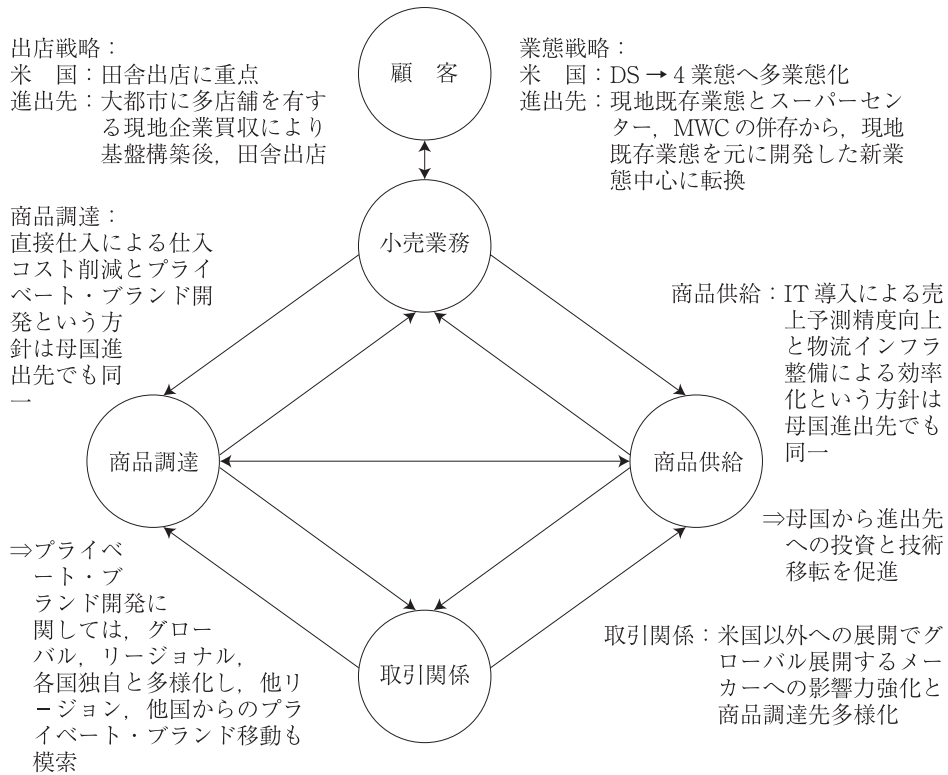 出店戦略：
米　国：田舎出店に重点
進出先：大都市に多店舗を有す
る現地企業買収により
基盤構築後，田舎出店
顧　客
業態戦略：
米　国：DS→4業態へ多業態化
進出先：現地既存業態とスーパーセン
ター，MWCの併存から，現地
既存業態を元に開発した新業
態中心に転換
小売業務
商品調達：
直接仕入による仕入
コスト削減とプライ
ベート・ブランド開
発という方
針は母国進
出先でも同
一
商品供給：IT導入による売
上予測精度向上
と物流インフラ
整備による効率
化という方針は
母国進出先でも
同一
商品調達
商品供給
⇒母国から進出先
への投資と技術
移転を促進
⇒プライベ
ート・ブ
ランド開発に
関しては，グロー
バル，リージョナル，
各国独自と多様化し，他リ
ージョン，他国からのプラ
イベート・ブランド移動も
模索
取引関係
取引関係：米国以外への展開でグ
ローバル展開するメー
カーへの影響力強化と
商品調達先多様化